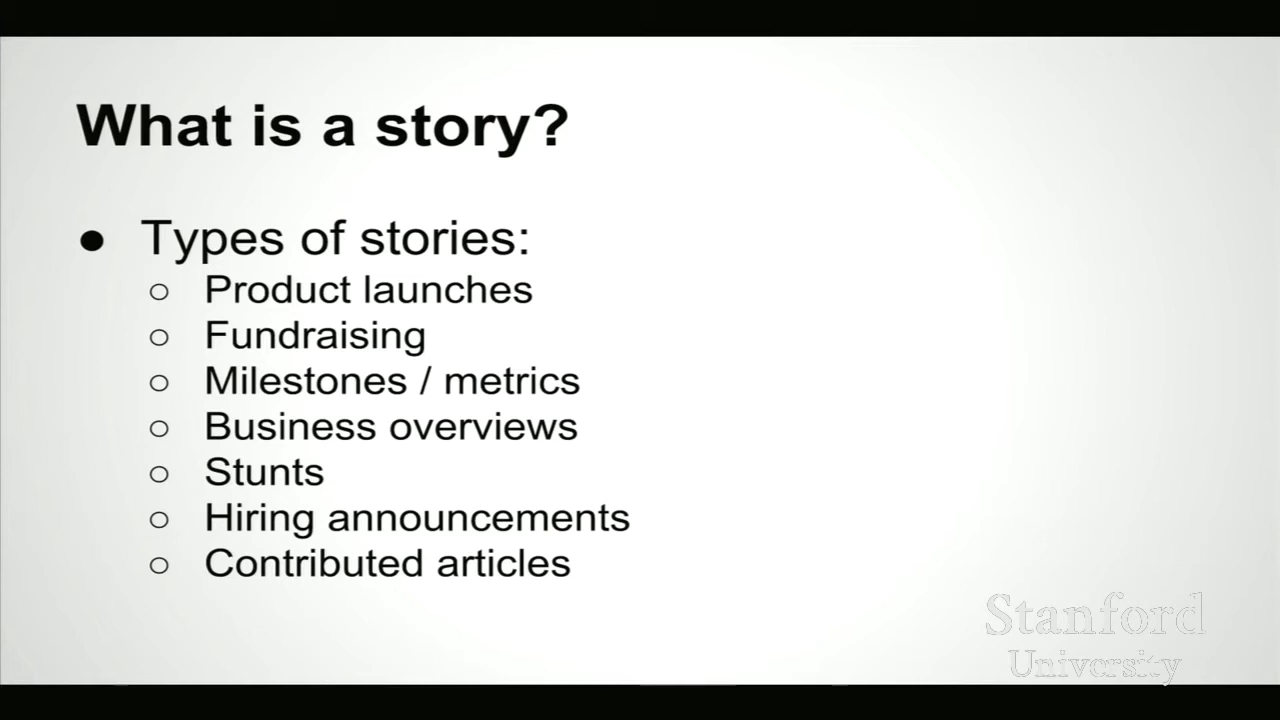 What is a story?
● Types of stories:
○ Product launches
○ Fundraising
○ Milestones / metrics
○ Business overviews
○ Stunts
○ Hiring announcements
○ Contributed articles
Stanford
University